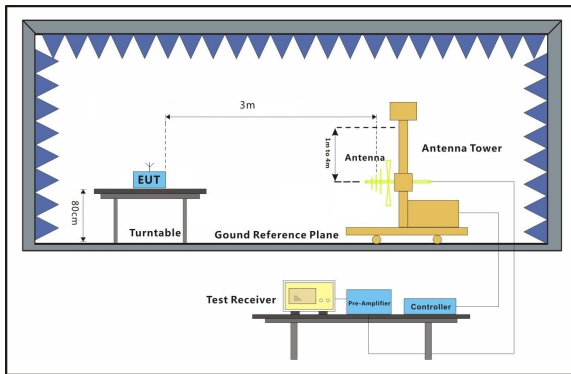 3m
1m to 4m
Antenna
Antenna Tower
EUT
80cm
Turntable
Gound Reference Plane
Test Receiver
Pre-Amplifier
Controller